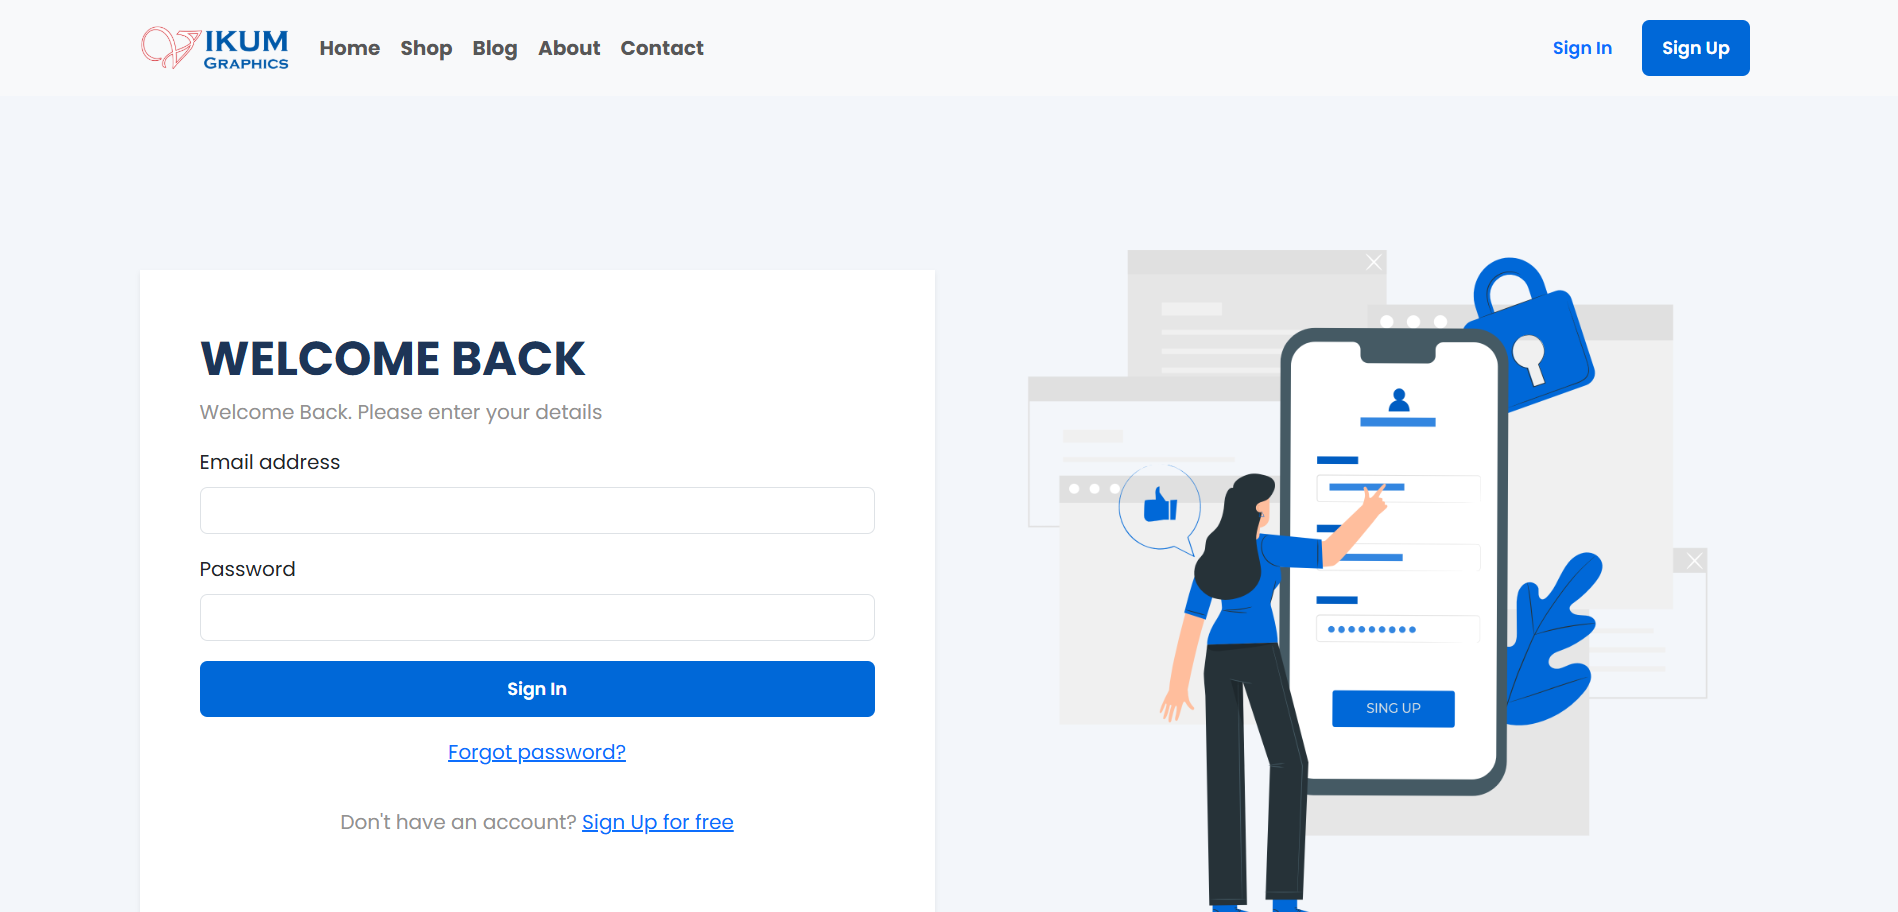 VIKUM
GRAPHICS
Home Shop Blog About Contact
Sign In
Sign Up
WELCOME BACK
Welcome Back. Please enter your details
Email address
Password
Sign In
Forgot password?
Don't have an account? Sign Up for free
SING UP